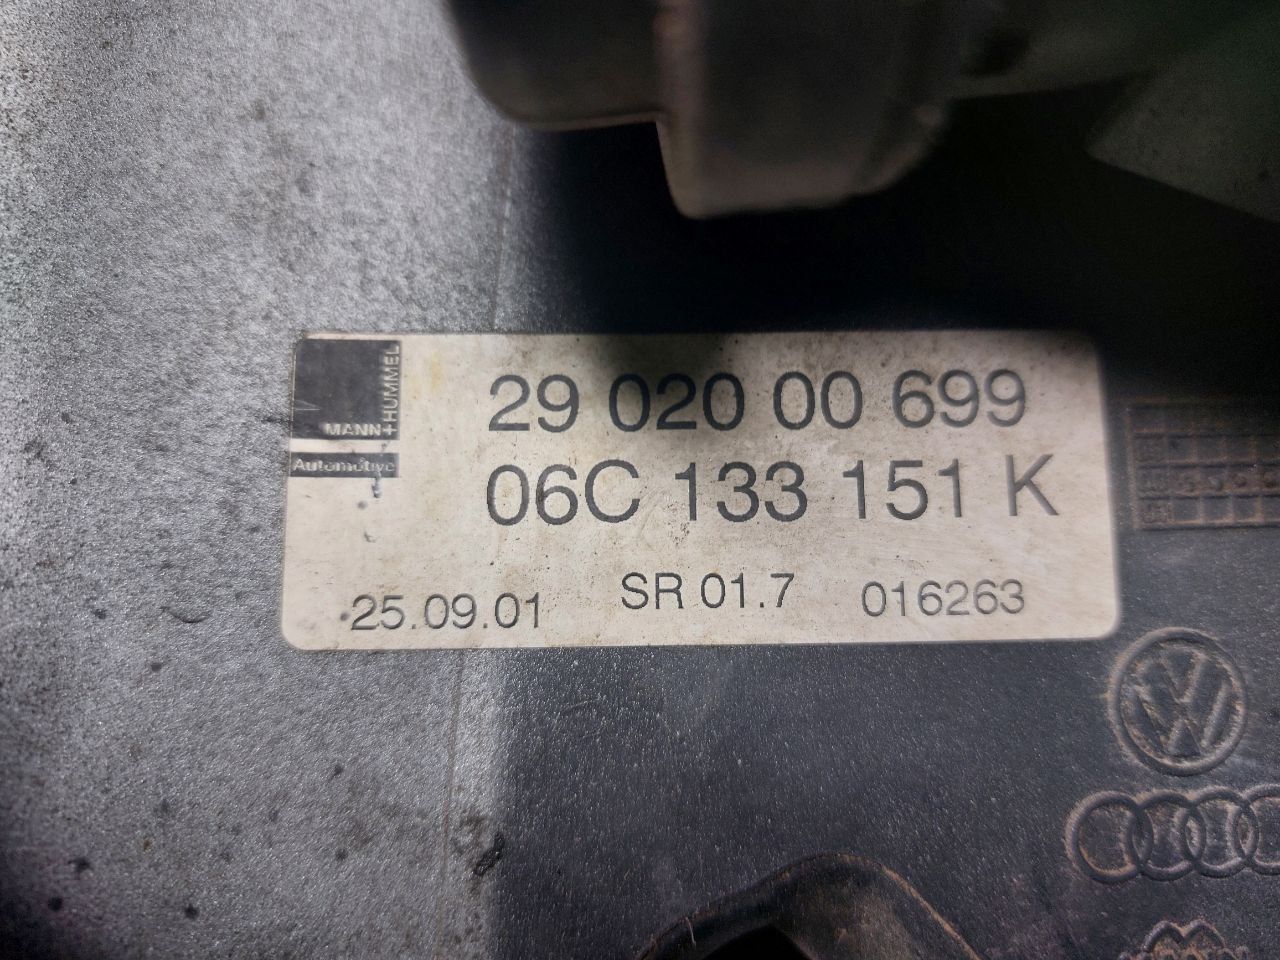 MANN+
HUMMEL
Automotive
29 020 00 699
06C 133 151 K
25.09.01 SR 01.7 016263